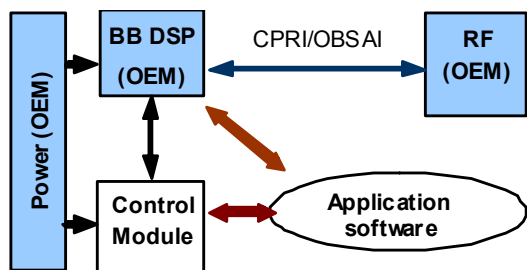 Power (OEM)
BB DSP
(OEM)
CPRI/OBSAI
RF
(OEM)
Control
Module
Application
software